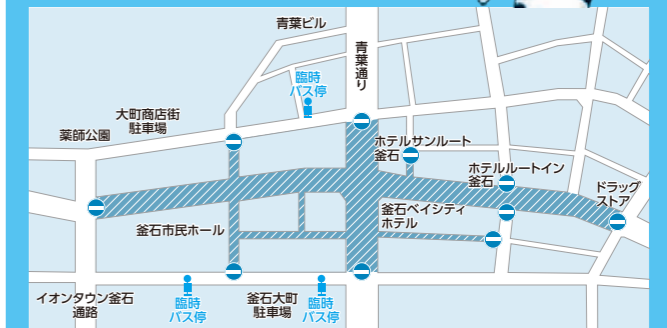 青葉ビル
青葉通り
臨時
バス停
大町商店街
駐車場
薬師公園
ホテルサンルート
釜石
ホテルルートイン
釜石
ドラッグ
ストア
釜石ベイシティ
ホテル
釜石市民ホール
イオンタウン釜石
通路
臨時
バス停
釜石大町
駐車場
臨時
バス停